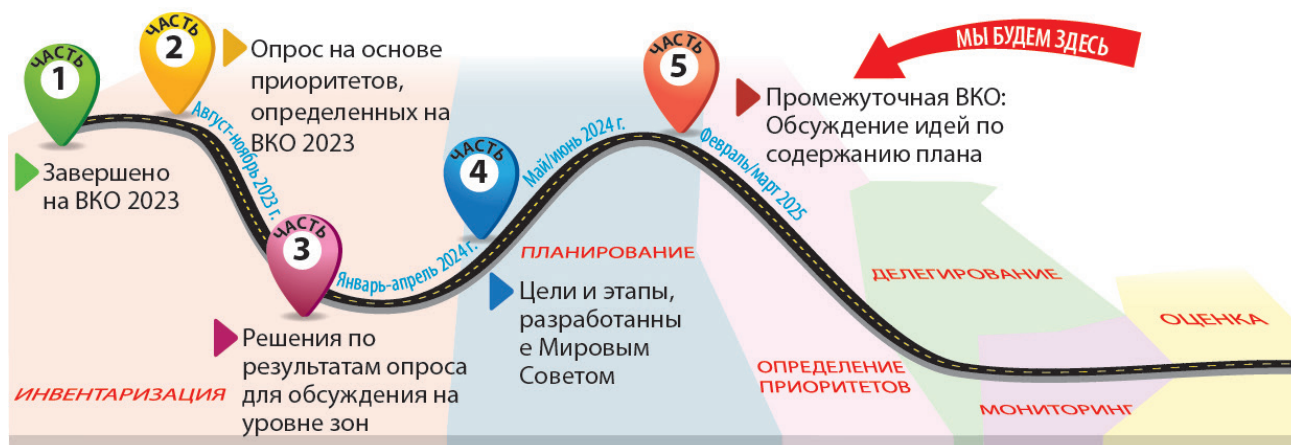 ЧАСТЬ
1
Завершено
на ВКО 2023
ЧАСТЬ
2
Опрос на основе
приоритетов,
определенных на
ВКО 2023
Август-ноябрь 2023 г.
ЧАСТЬ
3
Решения по
результатам опроса
для обсуждения на
уровне зон
Январь-апрель 2024 г.
ИНВЕНТАРИЗАЦИЯ
ЧАСТЬ
4
Цели и этапы,
разработанны
е Мировым
Советом
Май/июнь 2024 г.
ПЛАНИРОВАНИЕ
ЧАСТЬ
5
Промежуточная ВКО:
Обсуждение идей по
содержанию плана
МЫ БУДЕМ ЗДЕСЬ
Февраль/март 2025
ОПРЕДЕЛЕНИЕ
ПРИОРИТЕТОВ
ДЕЛЕГИРОВАНИЕ
МОНИТОРИНГ
ОЦЕНКА